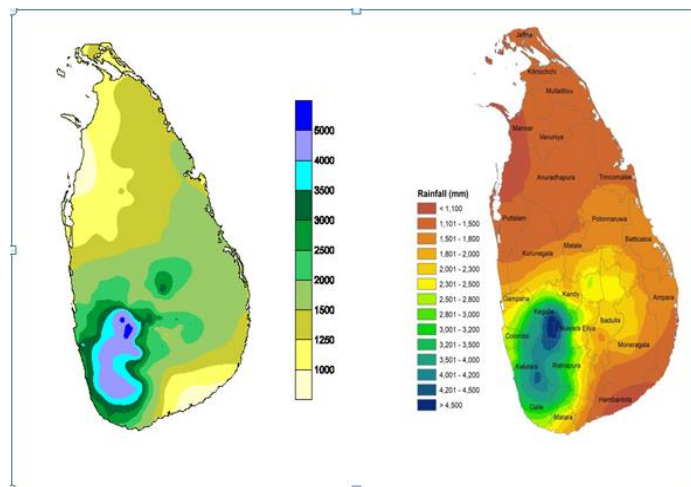 5000
4000
3500
3000
2500
2000
1500
1250
1000
Rainfall (mm)
< 1,100
1,101 - 1,500
1,501 - 1,800
1,801 - 2,000
2,001 - 2,300
2,301 - 2,500
2,501 - 2,800
2,801 - 3,000
3,001 - 3,200
3,201 - 3,500
3,501 - 4,000
4,001 - 4,200
4,201 - 4,500
> 4,500
Jaffna
Kilinochchi
Mullaitivu
Mannar
Vavuniya
Anuradhapura
Trincomalee
Puttalam
Polonnaruwa
Batticaloa
Kurunegala
Matale
Gampaha
Kandy
Ampara
Kegalle
Nuwara Eliya
Badulla
Colombo
Moneragala
Kalutara
Ratnapura
Hambantota
Galle
Matara